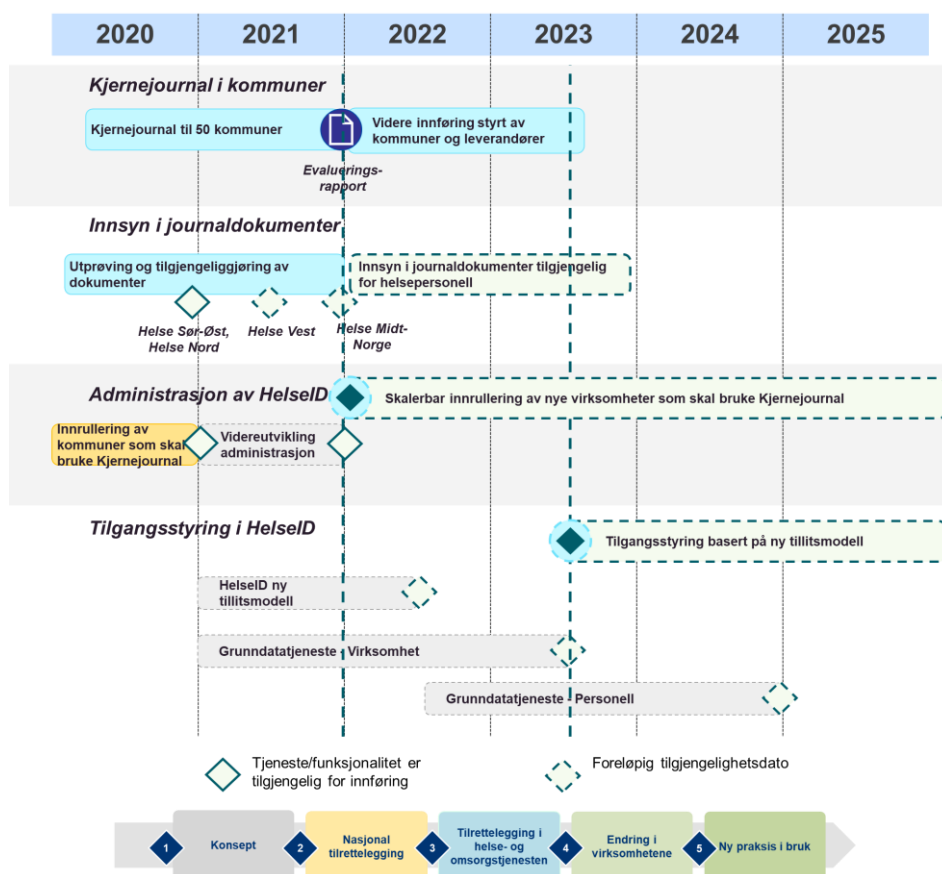 2020 2021 2022 2023 2024 2025
Kjernejournal i kommuner
Kjernejournal til 50 kommuner
Videre innføring styrt av
kommuner og leverandører
Evaluerings-
rapport
Innsyn i journaldokumenter
Utprøving og tilgjengeliggjøring av
dokumenter
Innsyn i journaldokumenter tilgjengelig
for helsepersonell
Helse Sør-Øst,
Helse Nord
Helse Vest
Helse Midt-
Norge
Administrasjon av HelseID
Skalerbar innrullering av nye virksomheter som skal bruke Kjernejournal
Innrullering av
kommuner som skal
bruke Kjernejournal
Videreutvikling
administrasjon
Tilgangsstyring i HelseID
Tilgangsstyring basert på ny tillitsmodell
HelseID ny
tillitsmodell
Grunndatatjeneste - Virksomhet
Grunndatatjeneste - Personell
Tjeneste/funksjonalitet er
tilgjengelig for innføring
Foreløpig tilgjengelighetsdato
1 Konsept
2 Nasjonal
tilrettelegging
3 Tilrettelegging i
helse- og
omsorgstjenesten
4 Endring i
virksomhetene
5 Ny praksis i bruk